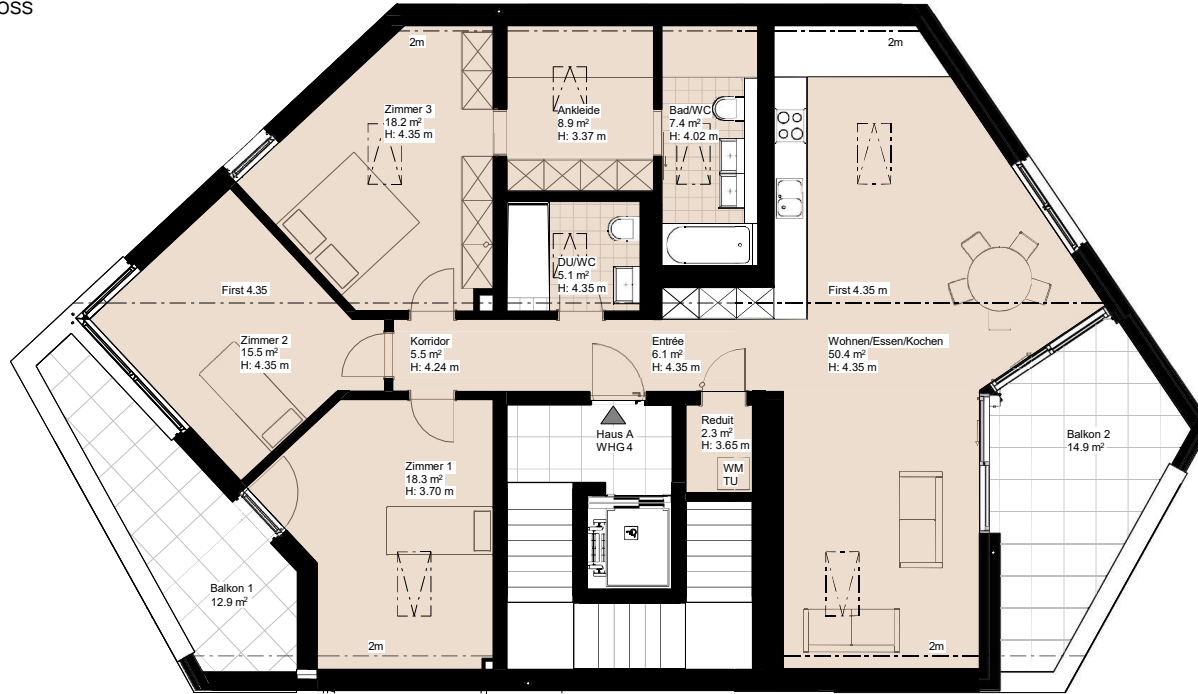 OSS
2m
2m
Zimmer 3
18.2 m²
H: 4.35 m
Ankleide
8.9 m²
H: 3.37 m
Bad/WC
7.4 m²
H: 4.02 m
DU/WC
5.1 m²
H: 4.35 m
First 4.35
First 4.35 m
Zimmer 2
15.5 m²
H: 4.35 m
Korridor
5.5 m²
H: 4.24 m
Entrée
6.1 m²
H: 4.35 m
Wohnen/Essen/Kochen
50.4 m²
H: 4.35 m
Haus A
WHG 4
Reduit
2.3 m²
H: 3.65 m
WM
TU
Balkon 2
14.9 m²
Zimmer 1
18.3 m²
H: 3.70 m
Balkon 1
12.9 m²
2m
2m